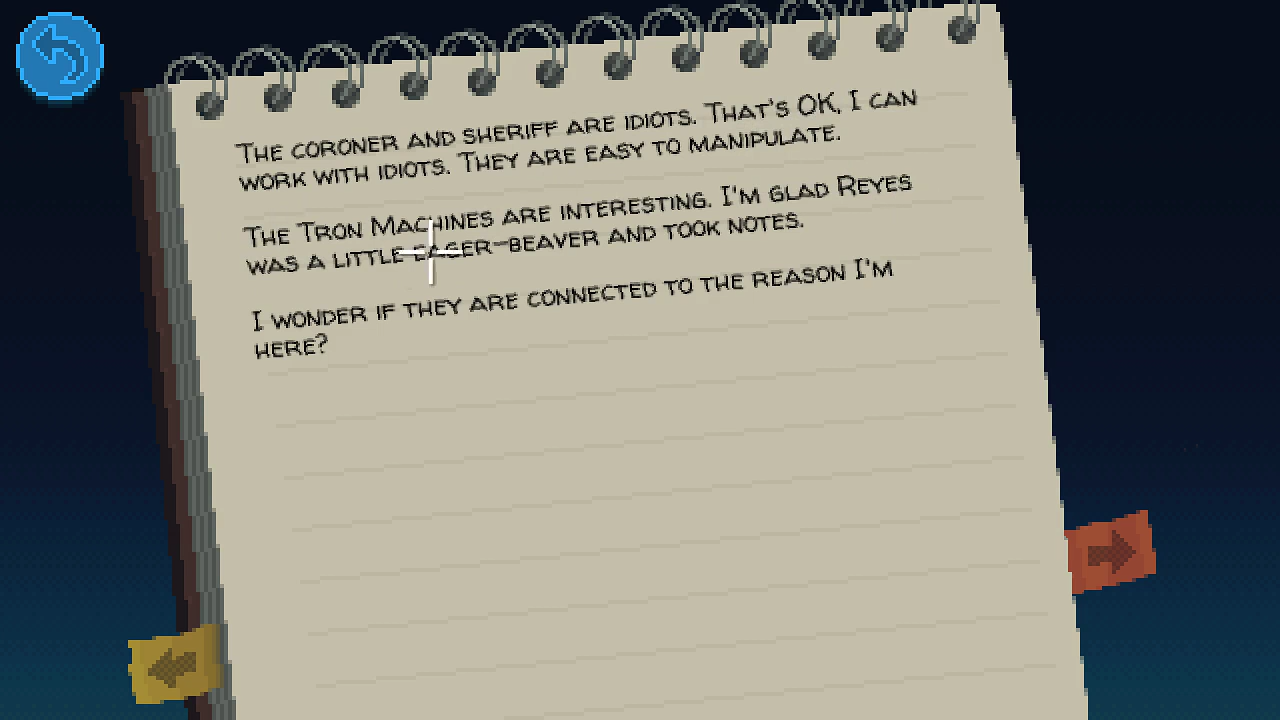 The coroner and sheriff are idiots. That's OK, I can
work with idiots. They are easy to manipulate.
The Tron Machines are interesting. I'm glad Reyes
was a little eager-beaver and took notes.
I wonder if they are connected to the reason I'm
here?